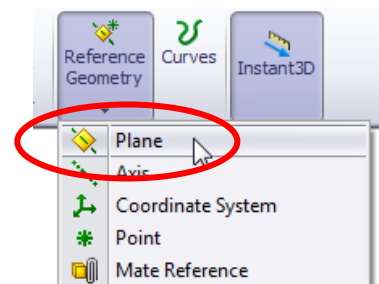 Reference
Geometry
Curves
Instant3D
Plane
Axis
Coordinate System
Point
Mate Reference